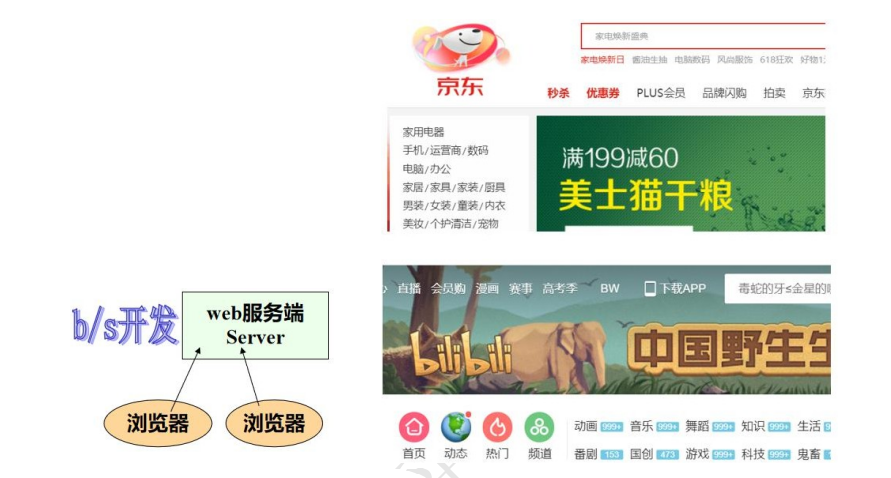 京东
家电焕新盛典
家电焕新日 酱油生抽 电脑数码 风尚服饰 618狂欢 好物1
秒杀 优惠券 PLUS会员 品牌闪购 拍卖 京东
家用电器
手机/运营商/数码
电脑/办公
家居/家具/家装/厨具
男装/女装/童装/内衣
美妆/个护清洁/宠物
满199减60
美士猫干粮
b/s开发
web服务端
Server
浏览器 浏览器
直播 会员购 漫画 赛事 高考季 BW 下载APP 毒蛇的牙≤金星的
bilibili
中国野生
动画 999+ 音乐 999+ 舞蹈 999+ 知识 999+ 生活
首页 动态 热门 频道
番剧 153 国创 473 游戏 999+ 科技 999+ 鬼畜